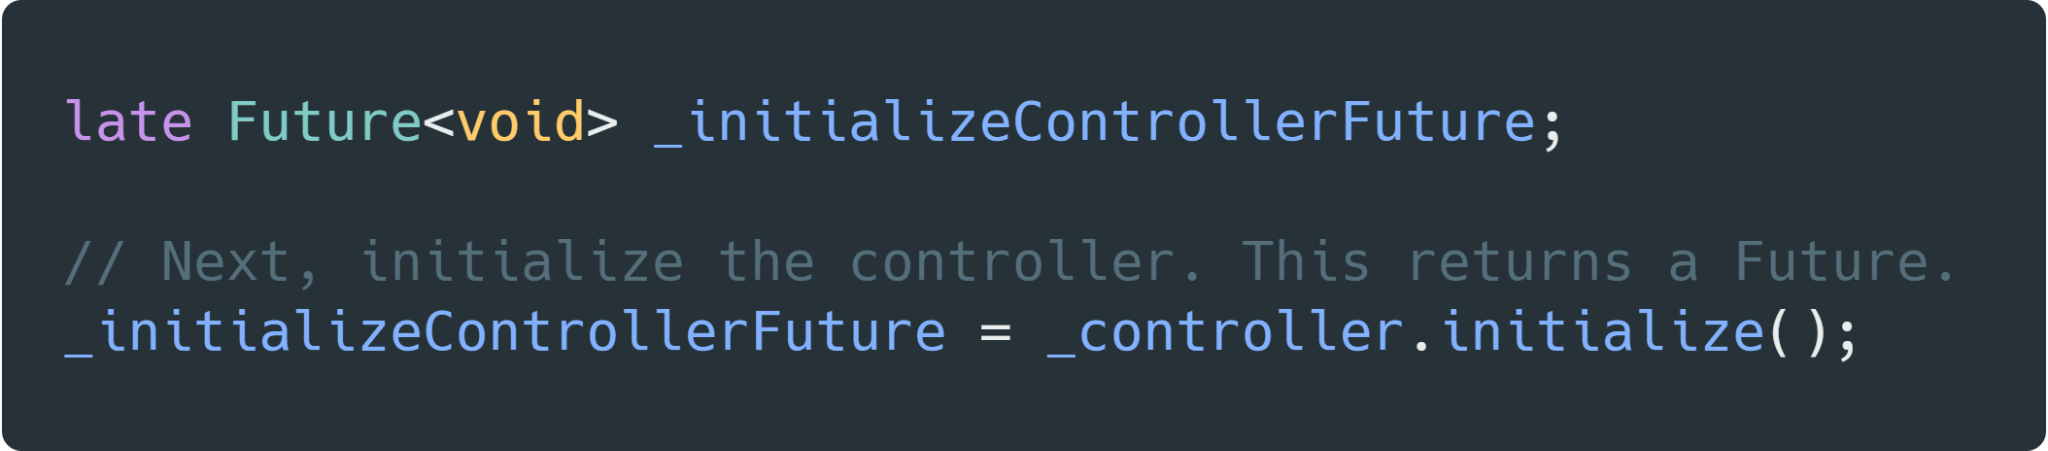 late Future<void> _initializeControllerFuture;
// Next, initialize the controller. This returns a Future.
_initializeControllerFuture = _controller.initialize();